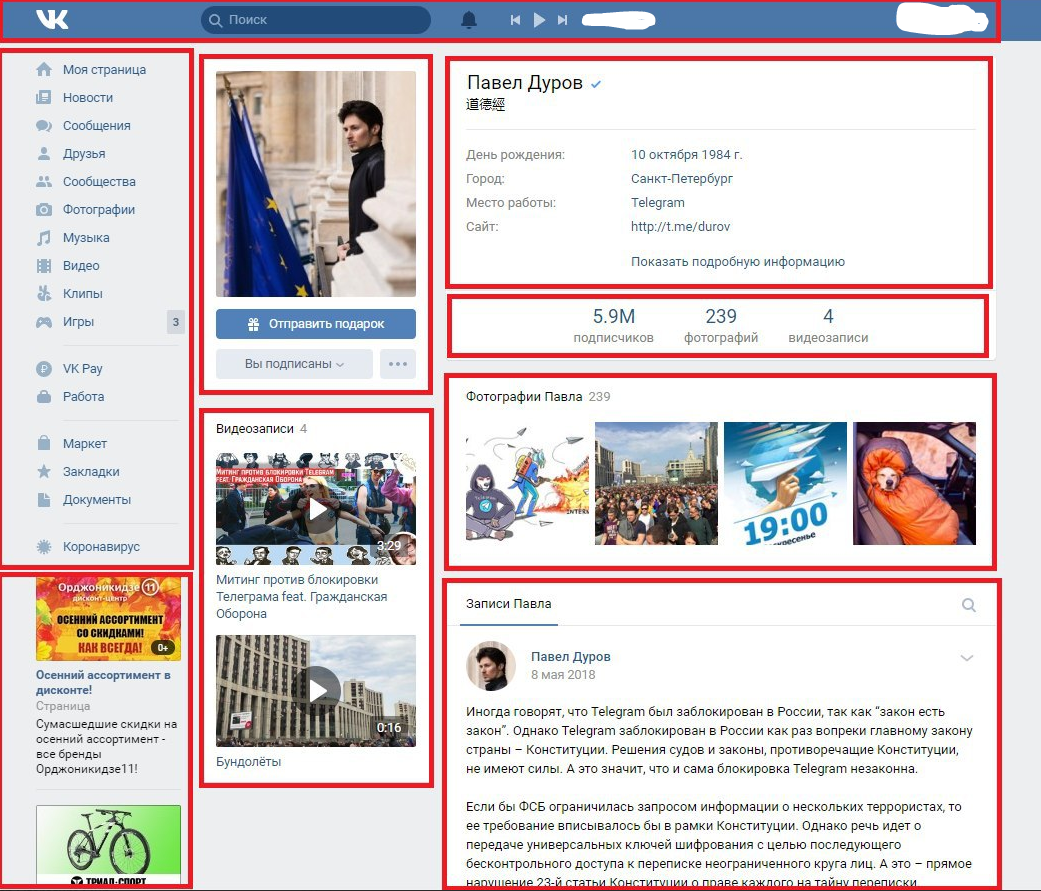 Поиск
Моя страница
Новости
Сообщения
Друзья
Сообщества
Фотографии
Музыка
Видео
Клипы
Игры 3
VK Pay
Работа
Маркет
Закладки
Документы
Коронавирус
Орджоникидзе 11
дисконт-центр
ОСЕННИЙ АССОРТИМЕНТ
СО СКИДКАМИ!
КАК ВСЕГДА!
0+
Осенний ассортимент в
дисконте!
Страница
Сумасшедшие скидки на
осенний ассортимент -
все бренды
Орджоникидзе11!
ТРИАЛ-СПОРТ
Отправить подарок
Вы подписаны
Видеозаписи 4
МИТИНГ ПРОТИВ БЛОКИРОВКИ TELEGRAM
FEAT. ГРАЖДАНСКАЯ ОБОРОНА
3:29
Митинг против блокировки
Телеграма feat. Гражданская
Оборона
0:16
Бундолёты
Павел Дуров
道德經
День рождения: 10 октября 1984 г.
Город: Санкт-Петербург
Место работы: Telegram
Сайт: http://t.me/durov
Показать подробную информацию
5.9M 239 4
подписчиков фотографий видеозаписи
Фотографии Павла 239
19:00
Записи Павла
Павел Дуров
8 мая 2018
Иногда говорят, что Telegram был заблокирован в России, так как “закон есть
закон”. Однако Telegram заблокирован в России как раз вопреки главному закону
страны – Конституции. Решения судов и законы, противоречащие Конституции,
не имеют силы. А это значит, что и сама блокировка Telegram незаконна.
Если бы ФСБ ограничилась запросом информации о нескольких террористах, то
ее требование вписывалось бы в рамки Конституции. Однако речь идет о
передаче универсальных ключей шифрования с целью последующего
бесконтрольного доступа к переписке неограниченного круга лиц. А это – прямое
нарушение 23-й статьи Конституции о праве каждого на тайну переписки